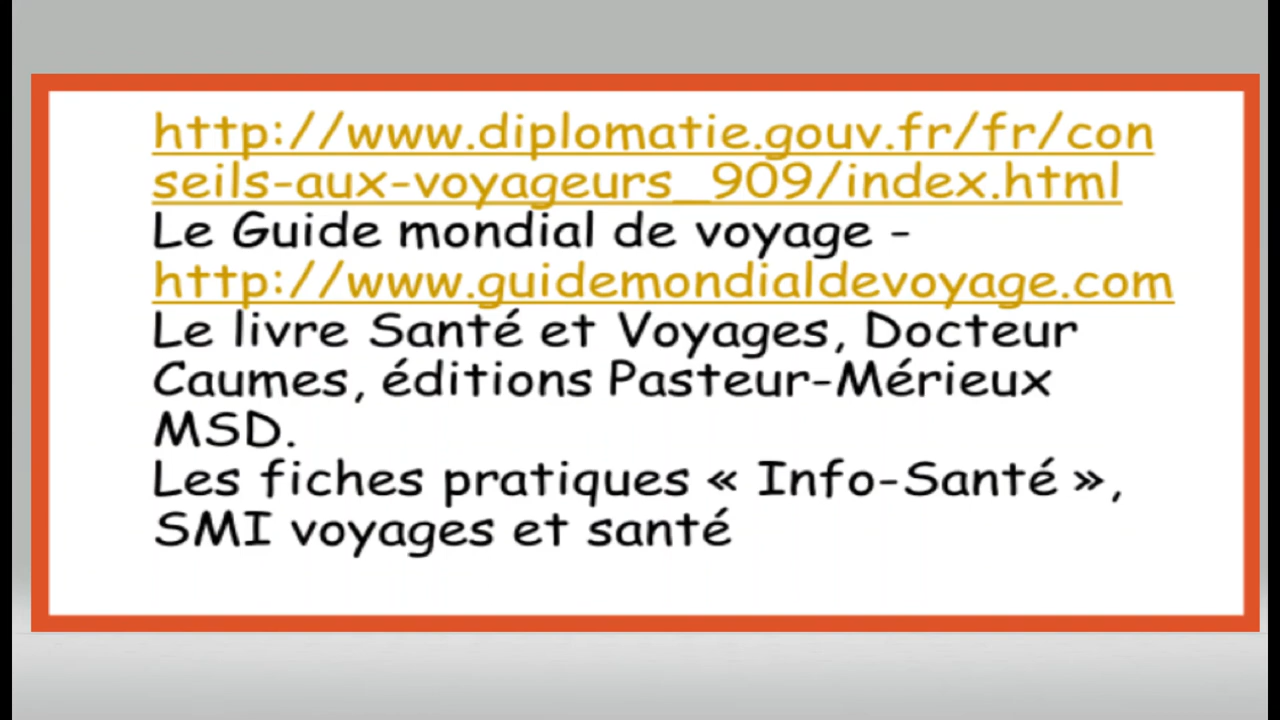 http://www.diplomatie.gouv.fr/fr/con
seils-aux-voyageurs_909/index.html
Le Guide mondial de voyage -
http://www.guidemondialdevoyage.com
Le livre Santé et Voyages, Docteur
Caumes, éditions Pasteur-Mérieux
MSD.
Les fiches pratiques « Info-Santé »,
SMI voyages et santé